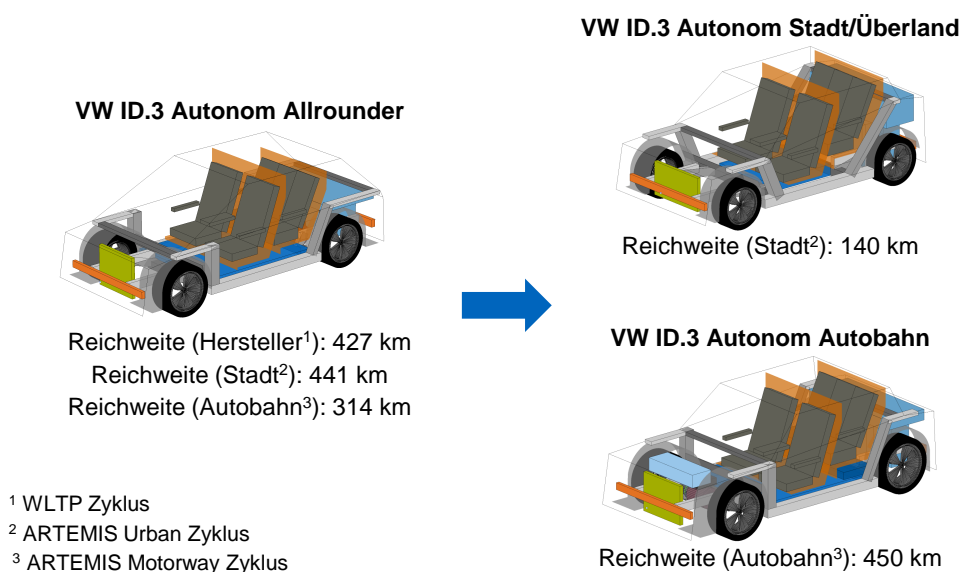 VW ID.3 Autonom Allrounder
Reichweite (Hersteller¹): 427 km
Reichweite (Stadt²): 441 km
Reichweite (Autobahn³): 314 km
VW ID.3 Autonom Stadt/Überland
Reichweite (Stadt²): 140 km
VW ID.3 Autonom Autobahn
Reichweite (Autobahn³): 450 km
¹ WLTP Zyklus
² ARTEMIS Urban Zyklus
³ ARTEMIS Motorway Zyklus